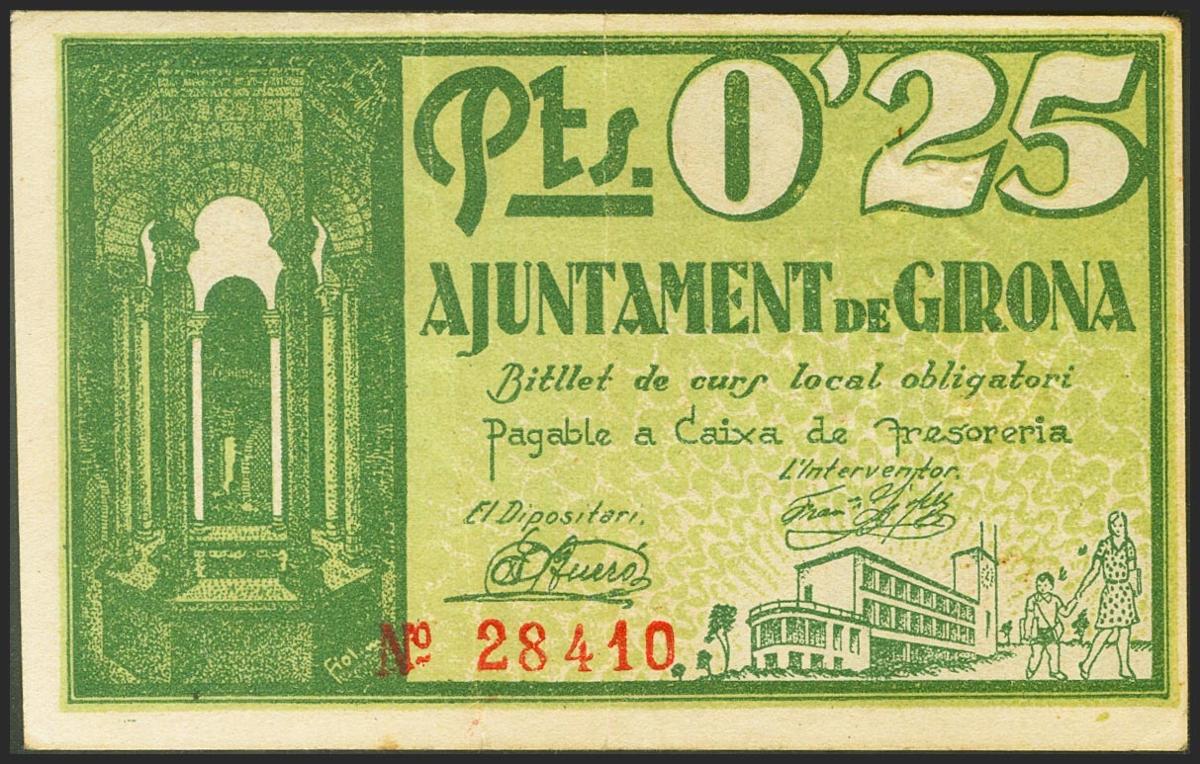 Pts. 0'25
AJUNTAMENT DE GIRONA
Bitllet de curs local obligatori
Pagable a Caixa de Tresoreria
L'Interventor.
El Dipositari,
Nº 28410